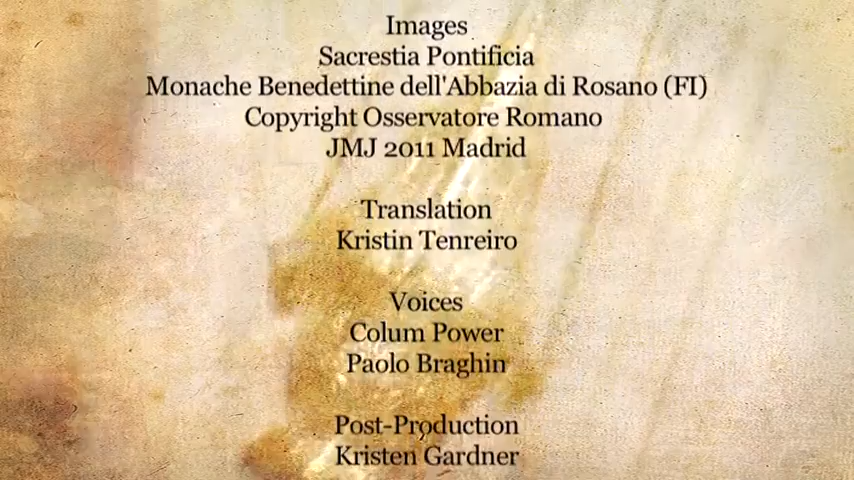 Images
Sacrestia Pontificia
Monache Benedettine dell'Abbazia di Rosano (FI)
Copyright Osservatore Romano
JMJ 2011 Madrid
Translation
Kristin Tenreiro
Voices
Colum Power
Paolo Braghin
Post-Production
Kristen Gardner